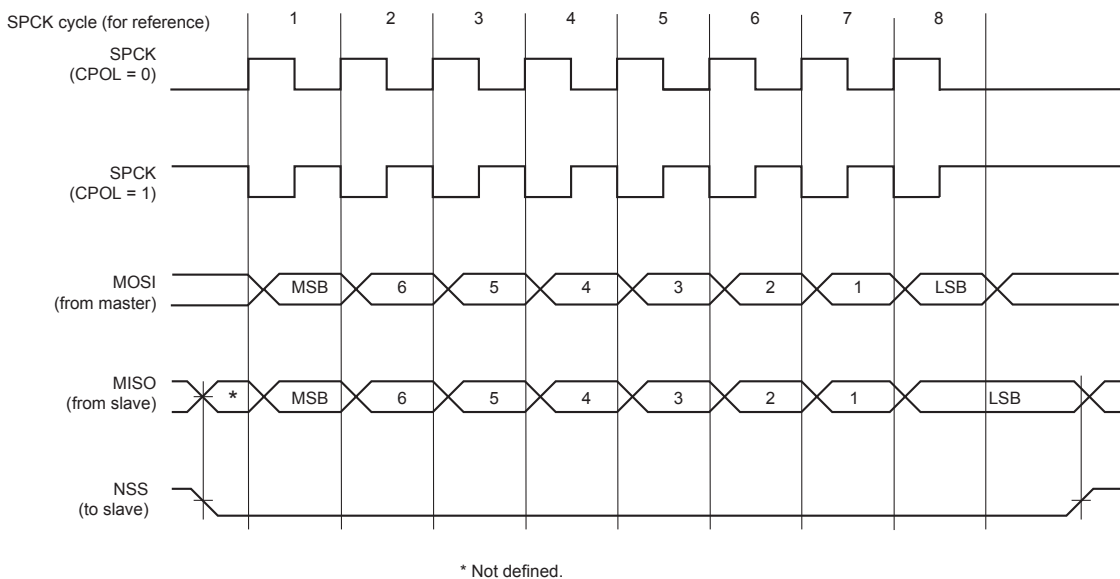 SPCK cycle (for reference)
1 2 3 4 5 6 7 8
SPCK
(CPOL = 0)
SPCK
(CPOL = 1)
MOSI
(from master)
MSB 6 5 4 3 2 1 LSB
MISO
(from slave)
* MSB 6 5 4 3 2 1 LSB
NSS
(to slave)
* Not defined.